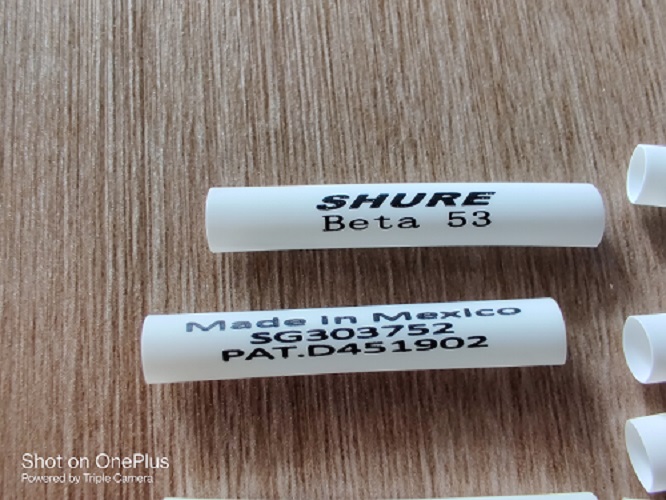 SHURE
Beta 53
Made in Mexico
SG303752
PAT.D451902
Shot on OnePlus
Powered by Triple Camera